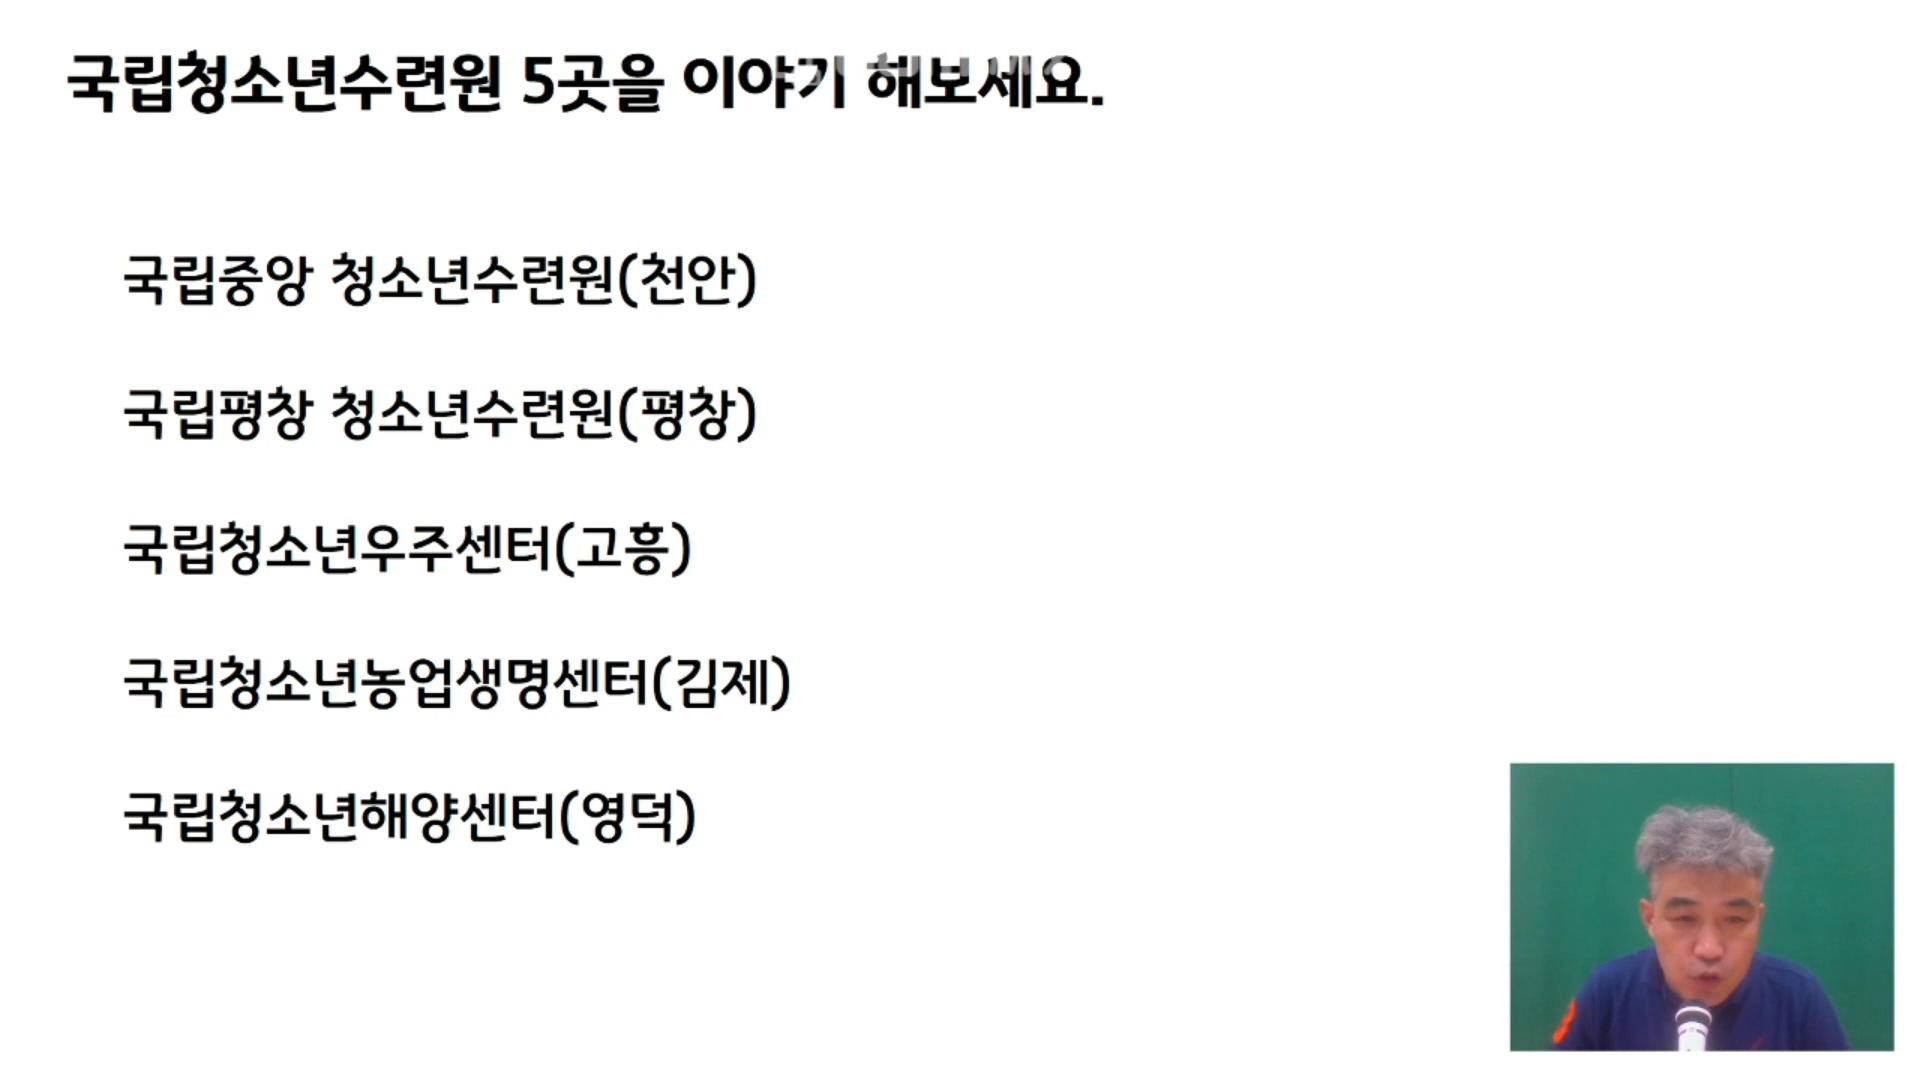 국립청소년수련원 5곳을 이야기 해보세요.
국립중앙 청소년수련원(천안)
국립평창 청소년수련원(평창)
국립청소년우주센터(고흥)
국립청소년농업생명센터(김제)
국립청소년해양센터(영덕)